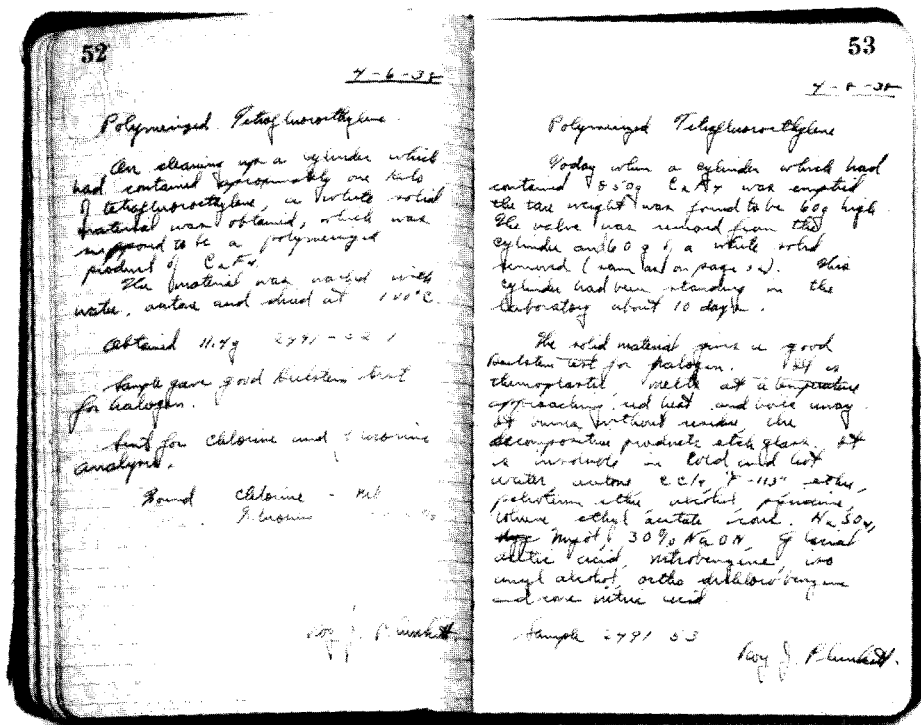 52
4-6-38
Polymerized Tetrafluoroethylene
On cleaning up a cylinder which
had contained approximately one kilo
of tetrafluoroethylene, a white solid
material was obtained, which was
supposed to be a polymerized
product of C2F4.
The material was washed with
water, acetone and dried at 100°C.
Obtained 11.4g 2491-52 1
Sample gave good Beilstein test
for halogen.
Sent for chlorine and fluorine
analysis.
Found Chlorine - Nil
Fluorine
Roy J. Plunkett
53
4-8-38
Polymerized Tetrafluoroethylene
Today when a cylinder which had
contained 850g C2F4 was emptied
the tare weight was found to be 60g high.
The valve was removed from the
cylinder and 60 g of a white solid
removed (same as on page 52). This
cylinder had been standing in the
laboratory about 10 days.
The solid material gives a good
Beilstein test for halogen. It is
thermoplastic melts at a temperature
approaching red heat and boils away.
It burns without residue, the
decomposition products etch glass. It
is insoluble in cold and hot
water acetone CCl4 F-113 ether,
petroleum ether alcohol, pyridine,
toluene ethyl acetate conc. H2SO4,
30% NaOH, glacial
acetic acid, nitrobenzene, iso
amyl alcohol, ortho dichlorobenzene
and conc nitric acid
Sample 2491 53
Roy J. Plunkett.